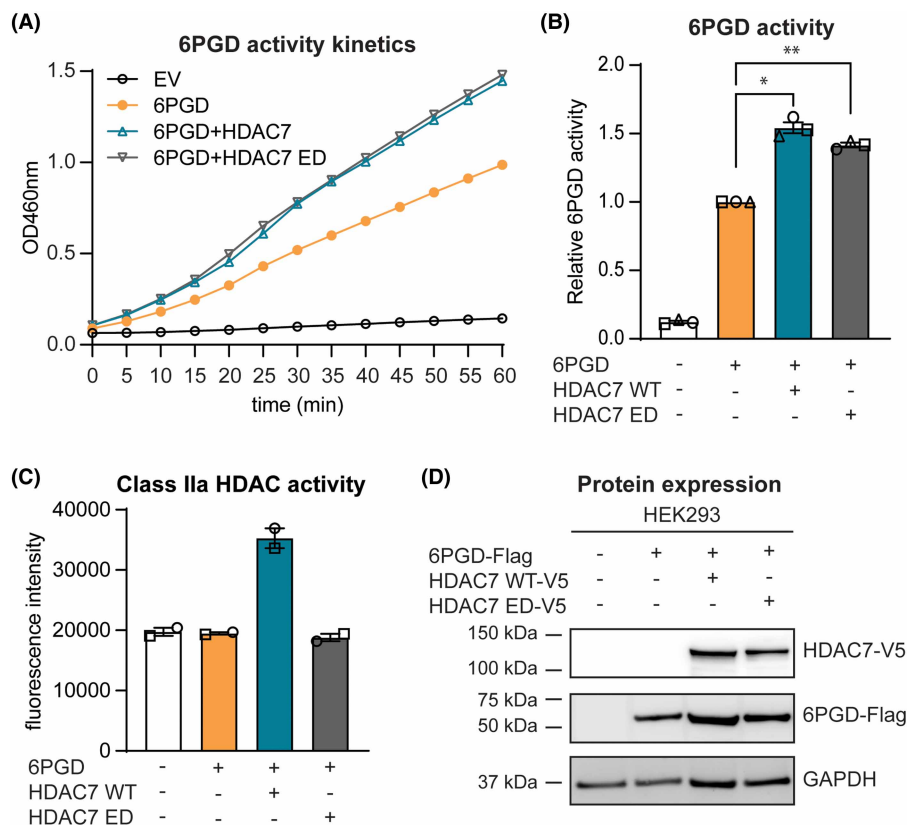 (A)
6PGD activity kinetics
OD460nm
1.5
1.0
0.5
0.0
EV
6PGD
6PGD+HDAC7
6PGD+HDAC7 ED
0 5 10 15 20 25 30 35 40 45 50 55 60
time (min)
(B)
6PGD activity
Relative 6PGD activity
2.0
1.5
1.0
0.5
0.0
**
*
6PGD - + + +
HDAC7 WT - - + -
HDAC7 ED - - - +
(C)
Class IIa HDAC activity
fluorescence intensity
40000
30000
20000
10000
0
6PGD - + + +
HDAC7 WT - - + -
HDAC7 ED - - - +
(D)
Protein expression
HEK293
6PGD-Flag - + + +
HDAC7 WT-V5 - - + -
HDAC7 ED-V5 - - - +
150 kDa
100 kDa
HDAC7-V5
75 kDa
50 kDa
6PGD-Flag
37 kDa
GAPDH